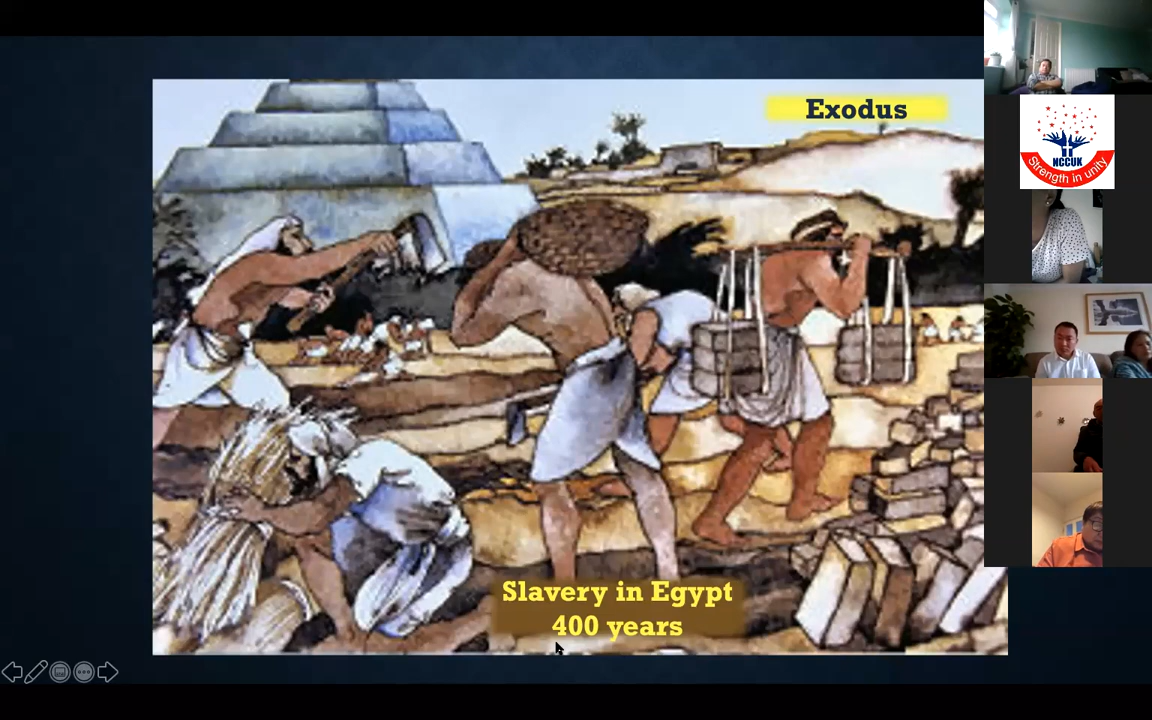 Exodus
Slavery in Egypt
400 years
NCCUK
Strength in unity